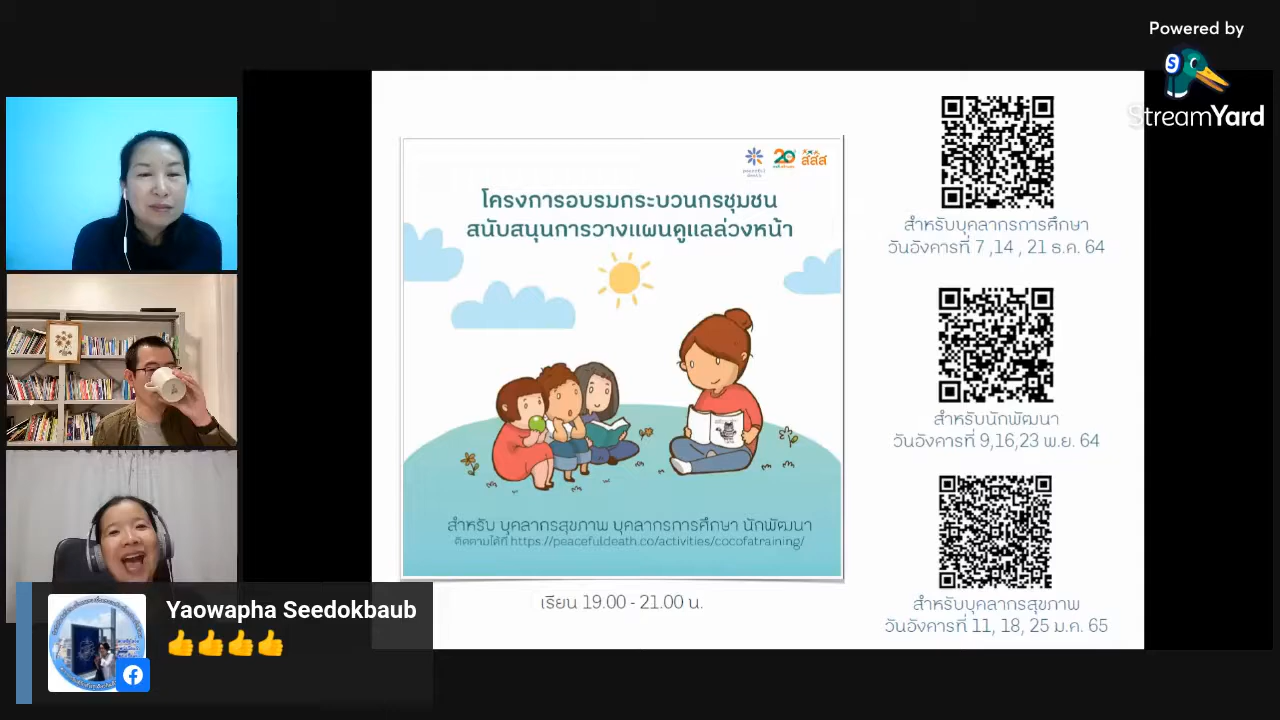 Powered by
StreamYard
peaceful
death
20
สสส
โครงการอบรมกระบวนกรชุมชน
สนับสนุนการวางแผนดูแลล่วงหน้า
สำหรับ บุคลากรสุขภาพ บุคลากรการศึกษา นักพัฒนา
ติดตามได้ที่ https://peacefuldeath.co/activities/cocofatraining/
เรียน 19.00 - 21.00 น.
สำหรับบุคลากรการศึกษา
วันอังคารที่ 7 ,14 , 21 ธ.ค. 64
สำหรับนักพัฒนา
วันอังคารที่ 9,16,23 พ.ย. 64
สำหรับบุคลากรสุขภาพ
วันอังคารที่ 11, 18, 25 ม.ค. 65
Yaowapha Seedokbaub
👍👍👍👍